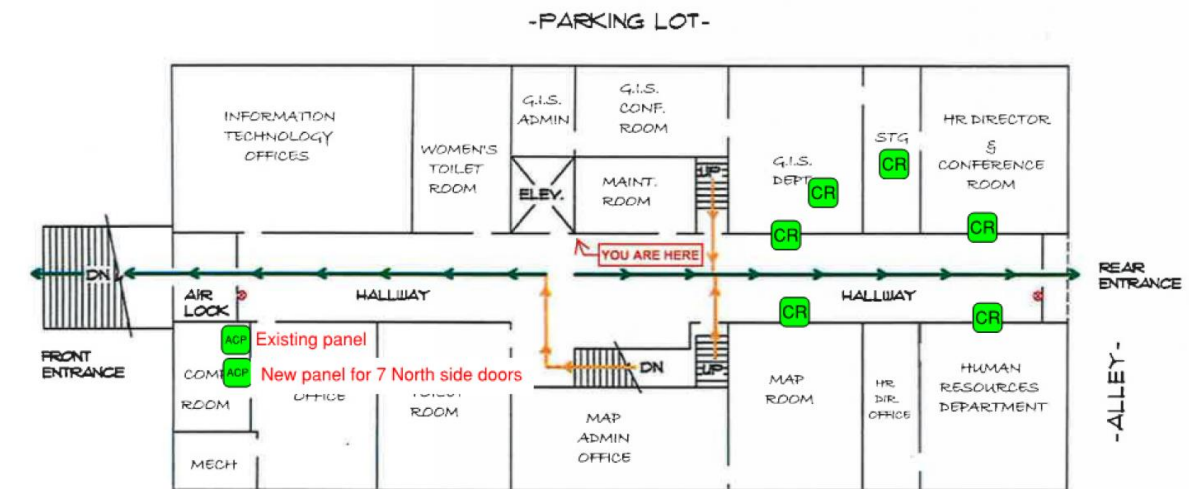 -PARKING LOT-
INFORMATION
TECHNOLOGY
OFFICES
WOMEN'S
TOILET
ROOM
G.I.S.
ADMIN
G.I.S.
CONF.
ROOM
ELEV.
MAINT.
ROOM
UP
G.I.S.
DEPT.
CR
CR
STG
CR
HR DIRECTOR
&
CONFERENCE
ROOM
CR
YOU ARE HERE
DN
AIR
LOCK
HALLWAY
HALLWAY
REAR
ENTRANCE
CR
CR
FRONT
ENTRANCE
ACP
Existing panel
ACP
New panel for 7 North side doors
ROOM
OFFICE
ROOM
MECH
DN
UP
MAP
ADMIN
OFFICE
MAP
ROOM
HR
DIR.
OFFICE
HUMAN
RESOURCES
DEPARTMENT
-ALLEY-